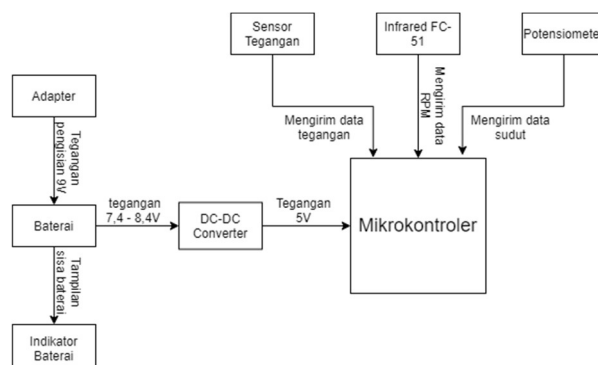 Sensor
Tegangan
Infrared FC-
51
Potensiometer
Adapter
Mengirim data
tegangan
Mengirim data
RPM
Mengirim data
sudut
Tegangan
pengisian 9V
Baterai
tegangan
7,4 - 8,4V
DC-DC
Converter
Tegangan
5V
Mikrokontroler
Tampilan
sisa baterai
Indikator
Baterai